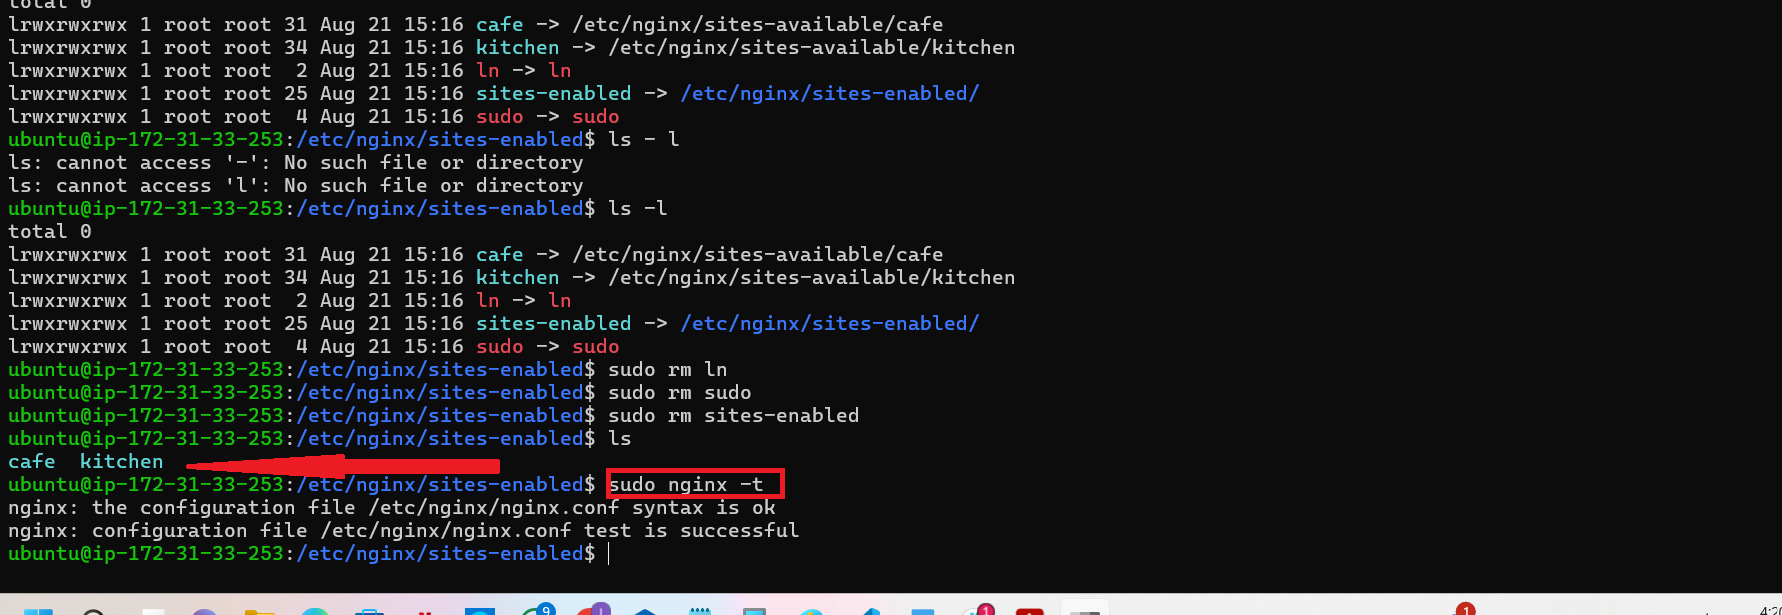 total 0
lrwxrwxrwx 1 root root 31 Aug 21 15:16 cafe -> /etc/nginx/sites-available/cafe
lrwxrwxrwx 1 root root 34 Aug 21 15:16 kitchen -> /etc/nginx/sites-available/kitchen
lrwxrwxrwx 1 root root  2 Aug 21 15:16 ln -> ln
lrwxrwxrwx 1 root root 25 Aug 21 15:16 sites-enabled -> /etc/nginx/sites-enabled/
lrwxrwxrwx 1 root root  4 Aug 21 15:16 sudo -> sudo
ubuntu@ip-172-31-33-253:/etc/nginx/sites-enabled$ ls - l
ls: cannot access '-': No such file or directory
ls: cannot access 'l': No such file or directory
ubuntu@ip-172-31-33-253:/etc/nginx/sites-enabled$ ls -l
total 0
lrwxrwxrwx 1 root root 31 Aug 21 15:16 cafe -> /etc/nginx/sites-available/cafe
lrwxrwxrwx 1 root root 34 Aug 21 15:16 kitchen -> /etc/nginx/sites-available/kitchen
lrwxrwxrwx 1 root root  2 Aug 21 15:16 ln -> ln
lrwxrwxrwx 1 root root 25 Aug 21 15:16 sites-enabled -> /etc/nginx/sites-enabled/
lrwxrwxrwx 1 root root  4 Aug 21 15:16 sudo -> sudo
ubuntu@ip-172-31-33-253:/etc/nginx/sites-enabled$ sudo rm ln
ubuntu@ip-172-31-33-253:/etc/nginx/sites-enabled$ sudo rm sudo
ubuntu@ip-172-31-33-253:/etc/nginx/sites-enabled$ sudo rm sites-enabled
ubuntu@ip-172-31-33-253:/etc/nginx/sites-enabled$ ls
cafe  kitchen
ubuntu@ip-172-31-33-253:/etc/nginx/sites-enabled$ sudo nginx -t
nginx: the configuration file /etc/nginx/nginx.conf syntax is ok
nginx: configuration file /etc/nginx/nginx.conf test is successful
ubuntu@ip-172-31-33-253:/etc/nginx/sites-enabled$
9
1
1